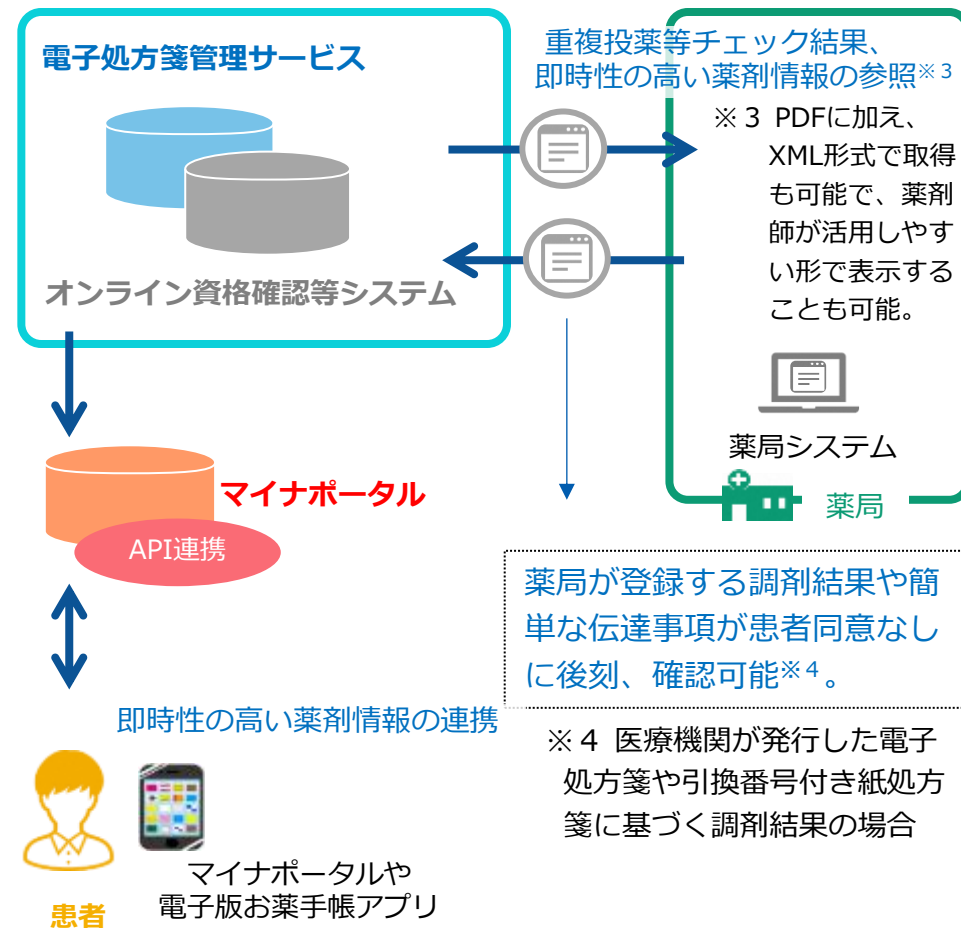 電子処方箋管理サービス
オンライン資格確認等システム
重複投薬等チェック結果、
即時性の高い薬剤情報の参照※3
※３ PDFに加え、
XML形式で取得
も可能で、薬剤
師が活用しやす
い形で表示する
ことも可能。
薬局システム
薬局
マイナポータル
API連携
薬局が登録する調剤結果や簡
単な伝達事項が患者同意なし
に後刻、確認可能※4。
※４ 医療機関が発行した電子
処方箋や引換番号付き紙処方
箋に基づく調剤結果の場合
即時性の高い薬剤情報の連携
マイナポータルや
電子版お薬手帳アプリ
患者